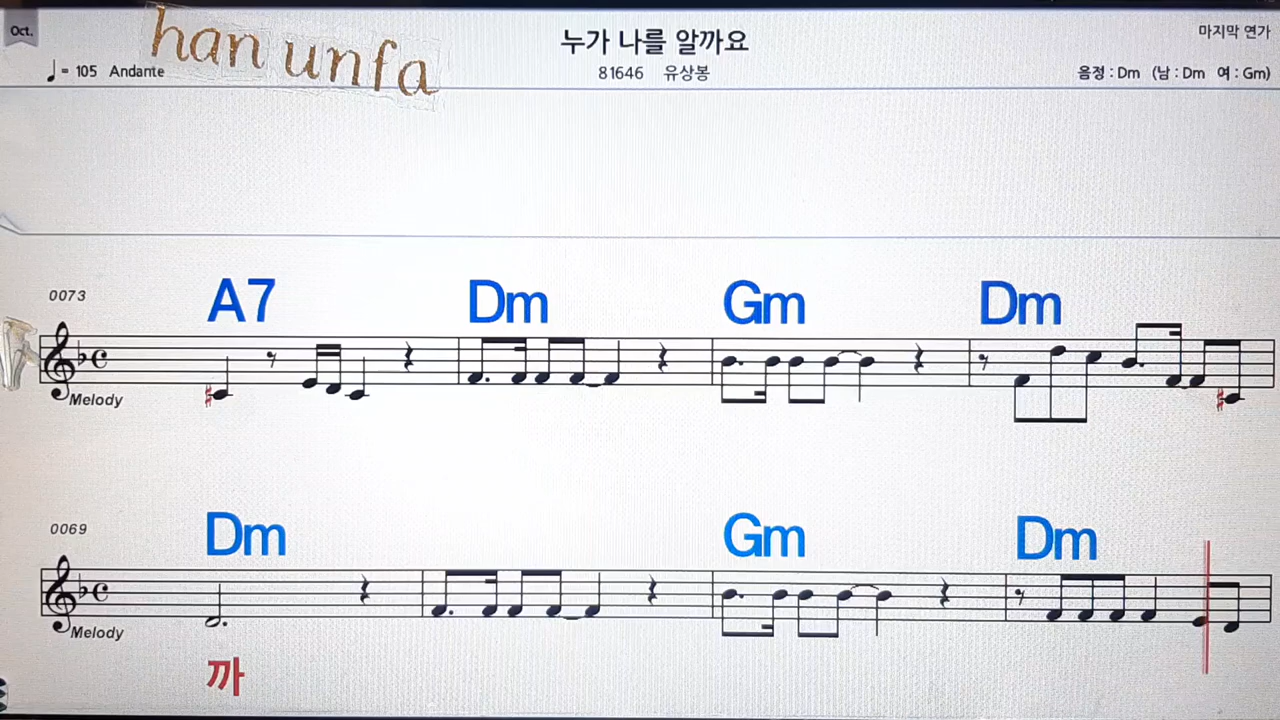 Oct.
han unfa
누가 나를 알까요
마지막 연가
♩= 105 Andante
81646 유상봉
음정 : Dm (남 : Dm 여 : Gm)
0073
A7 Dm Gm Dm
Melody
0069
Dm Gm Dm
Melody
까